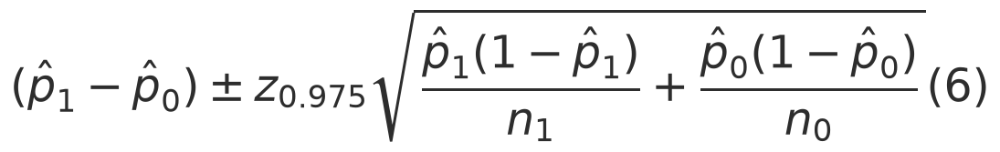 (p̂₁ − p̂₀) ± z₀.₉₇₅ √(p̂₁(1 − p̂₁)/n₁ + p̂₀(1 − p̂₀)/n₀) (6)